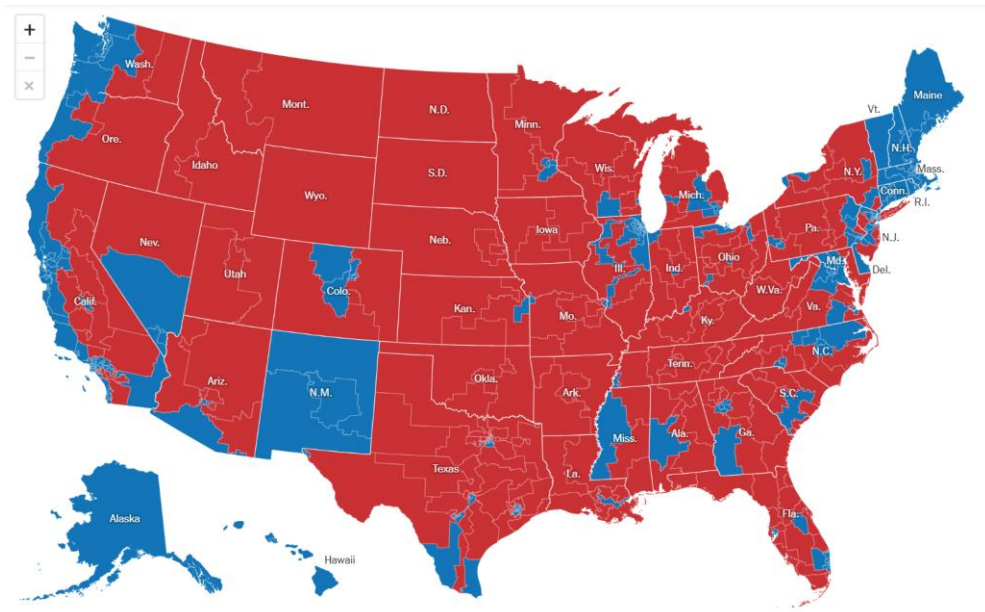 +
−
×
Wash.
Ore.
Idaho
Mont.
N.D.
Minn.
Wis.
Mich.
Vt.
Maine
N.H.
N.Y.
Mass.
Conn.
R.I.
S.D.
Wyo.
Nev.
Utah
Colo.
Neb.
Iowa
Ill.
Ind.
Ohio
Pa.
N.J.
Md.
Del.
W.Va.
Va.
Calif.
Kan.
Mo.
Ky.
Ariz.
N.M.
Okla.
Ark.
Tenn.
N.C.
S.C.
Texas
La.
Miss.
Ala.
Ga.
Fla.
Alaska
Hawaii